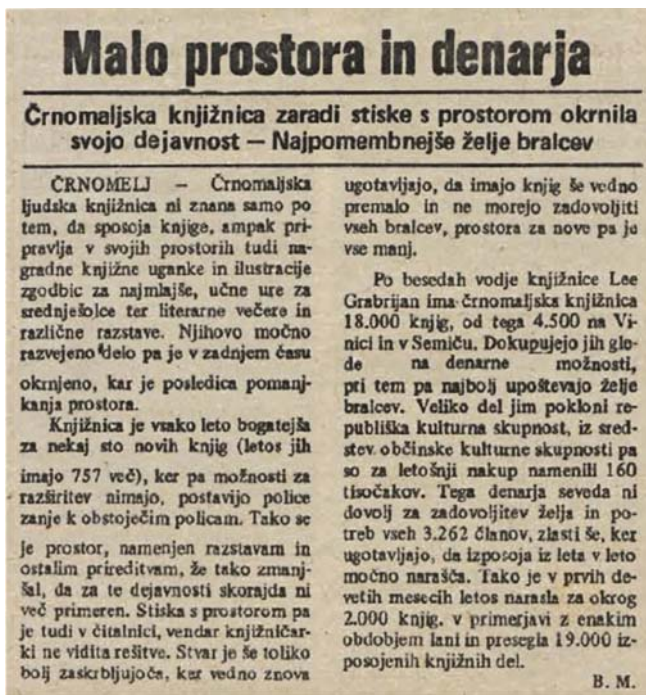 Malo prostora in denarja
Črnomaljska knjižnica zaradi stiske s prostorom okrnila
svojo dejavnost — Najpomembnejše želje bralcev
ČRNOMELJ — Črnomaljska
ljudska knjižnica ni znana samo po
tem, da sposoja knjige, ampak pri-
pravlja v svojih prostorih tudi na-
gradne knjižne uganke in ilustracije
zgodbic za najmlajše, učne ure za
srednješolce ter literarne večere in
različne razstave. Njihovo močno
razvejeno delo pa je v zadnjem času
okrnjeno, kar je posledica pomanj-
kanja prostora.
Knjižnica je vsako leto bogatejša
za nekaj sto novih knjig (letos jih
imajo 757 več), ker pa možnosti za
razširitev nimajo, postavijo police
zanje k obstoječim policam. Tako se
je prostor, namenjen razstavam in
ostalim prireditvam, že tako zmanj-
šal, da za te dejavnosti skorajda ni
več primeren. Stiska s prostorom pa
je tudi v čitalnici, vendar knjižničar-
ki ne vidita rešitve. Stvar je še toliko
bolj zaskrbljujoča, ker vedno znova
ugotavljajo, da imajo knjig še vedno
premalo in ne morejo zadovoljiti
vseh bralcev, prostora za nove pa je
vse manj.
Po besedah vodje knjižnice Lee
Grabrijan ima črnomaljska knjižnica
18.000 knjig, od tega 4.500 na Vi-
nici in v Semiču. Dokupujejo jih gle-
de na denarne možnosti,
pri tem pa najbolj upoštevajo želje
bralcev. Veliko del jim pokloni re-
publiška kulturna skupnost, iz sred-
stev občinske kulturne skupnosti pa
so za letošnji nakup namenili 160
tisočakov. Tega denarja seveda ni
dovolj za zadovoljitev želja in po-
treb vseh 3.262 članov, zlasti še, ker
ugotavljajo, da izposoja iz leta v leto
močno narašča. Tako je v prvih de-
vetih mesecih letos narasla za okrog
2.000 knjig. v primerjavi z enakim
obdobjem lani in presegla 19.000 iz-
posojenih knjižnih del.
B. M.